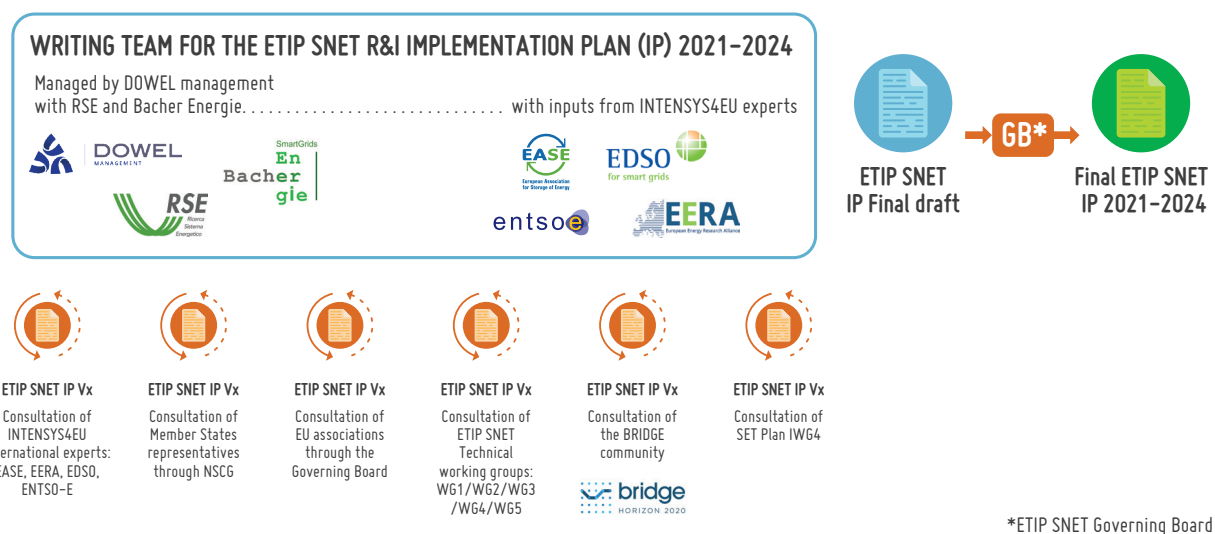 WRITING TEAM FOR THE ETIP SNET R&I IMPLEMENTATION PLAN (IP) 2021-2024
Managed by DOWEL management
with RSE and Bacher Energie. . . . . . . . . . . . . . . . . . . . . . . . . . . . with inputs from INTENSYS4EU experts
DOWEL
MANAGEMENT
SmartGrids
En
Bacher
gie
RSE
Ricerca
Sistema
Energetico
EASE
European Association
for Storage of Energy
EDSO
for smart grids
entsoe
EERA
European Energy Research Alliance
ETIP SNET
IP Final draft
GB*
Final ETIP SNET
IP 2021-2024
ETIP SNET IP Vx
Consultation of
INTENSYS4EU
ernational experts:
EASE, EERA, EDSO,
ENTSO-E
ETIP SNET IP Vx
Consultation of
Member States
representatives
through NSCG
ETIP SNET IP Vx
Consultation of
EU associations
through the
Governing Board
ETIP SNET IP Vx
Consultation of
ETIP SNET
Technical
working groups:
WG1/WG2/WG3
/WG4/WG5
ETIP SNET IP Vx
Consultation of
the BRIDGE
community
bridge
HORIZON 2020
ETIP SNET IP Vx
Consultation of
SET Plan IWG4
*ETIP SNET Governing Board